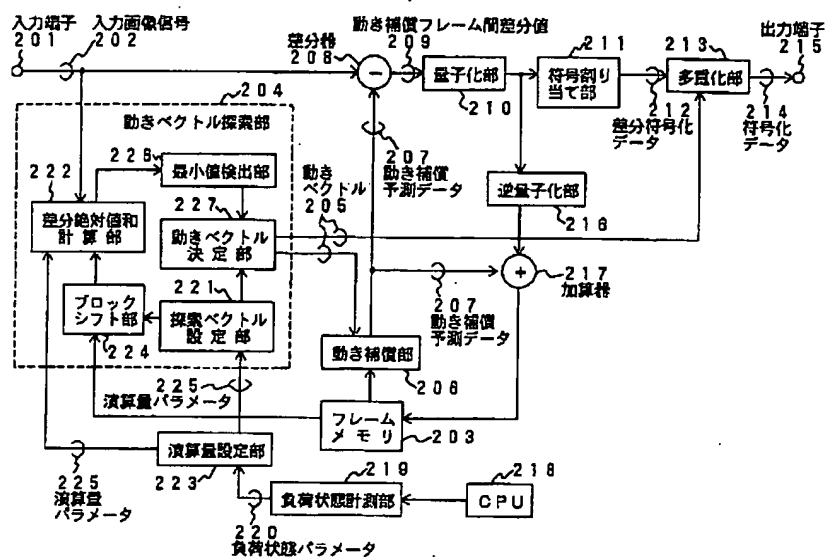 入力端子
201
入力画像信号
202
動き補償フレーム間差分値
209
差分器
208
−
量子化部
210
211
符号割り
当て部
212
差分符号化
データ
213
多重化部
出力端子
215
214
符号化
データ
204
動きベクトル探索部
226
最小値検出部
222
差分絶対値和
計算部
227
動きベクトル
決定部
動き
ベクトル
205
207
動き補償
予測データ
逆量子化部
216
+
217
加算器
207
動き補償
予測データ
221
ブロック
シフト部
224
探索ベクトル
設定部
動き補償部
206
225
演算量パラメータ
フレーム
メモリ
203
演算量設定部
223
225
演算量
パラメータ
219
負荷状態計測部
218
CPU
220
負荷状態パラメータ